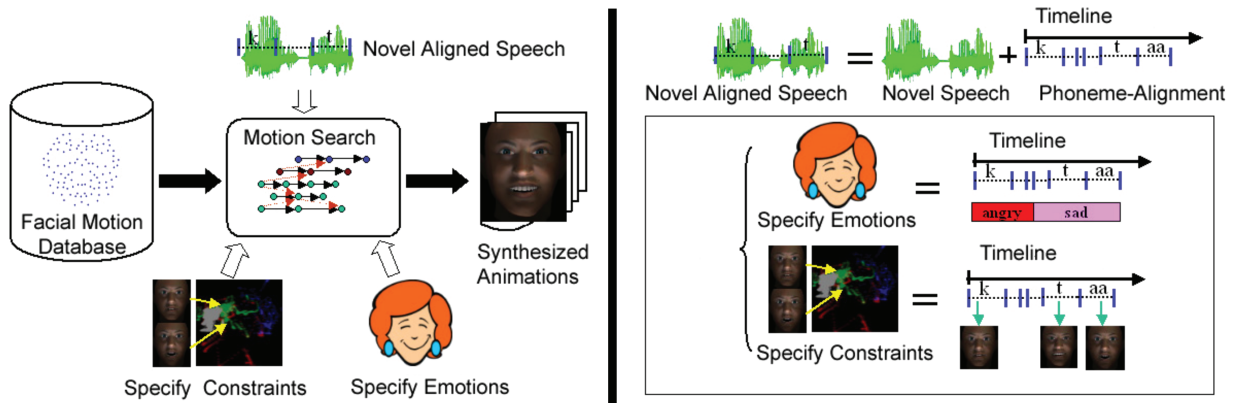 k
t
Novel Aligned Speech
Motion Search
Facial Motion
Database
Synthesized
Animations
Specify Constraints
Specify Emotions
k
t
Novel Aligned Speech
=
Novel Speech
+
Timeline
k
t
aa
Phoneme-Alignment
Specify Emotions
=
Timeline
k
t
aa
angry
sad
Specify Constraints
=
Timeline
k
t
aa